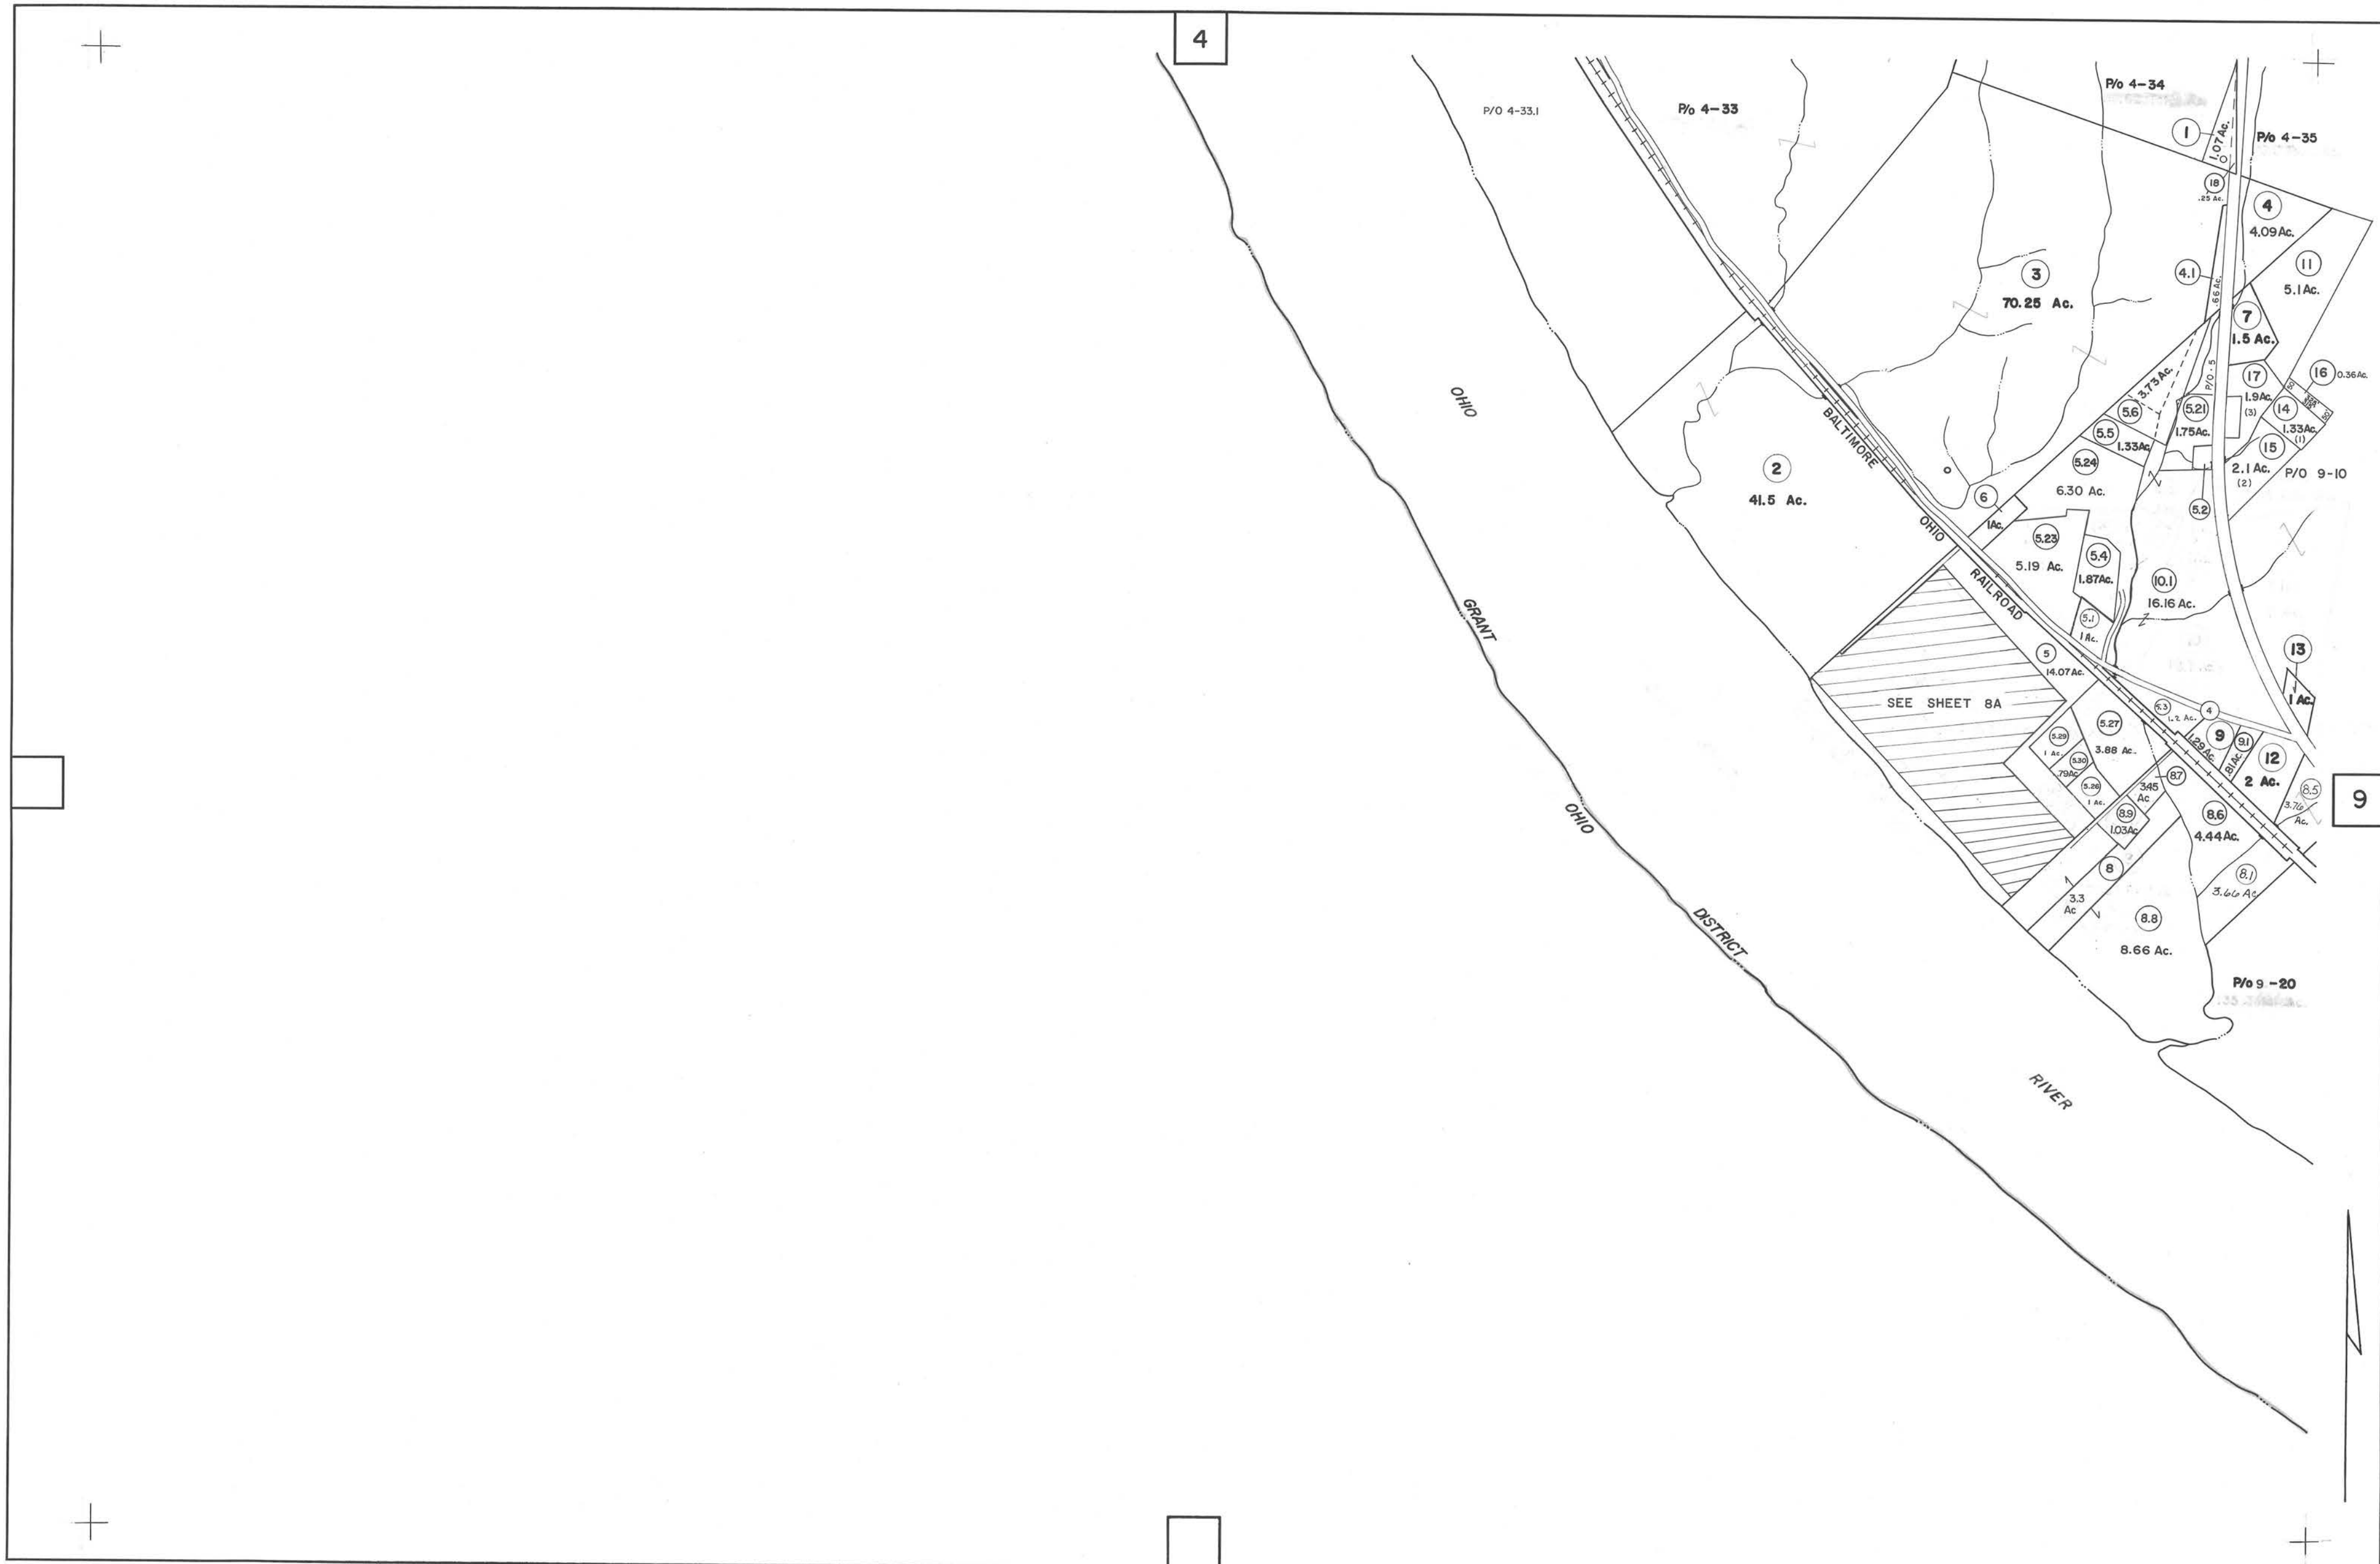 4
P/O 4-33.1
P/o 4-33
P/o 4-34
1
1.07 Ac.
P/o 4-35
18
.25 Ac.
4
4.09 Ac.
4.1
.66 Ac.
11
5.1 Ac.
3
70.25 Ac.
7
1.5 Ac.
P/O 5
3.73 Ac.
16
0.36 Ac.
50
50
17
1.9 Ac.
(3)
14
1.33 Ac.
(1)
5.6
5.21
1.75 Ac.
5.5
1.33 Ac
15
2.1 Ac.
(2)
P/O 9-10
5.24
6.30 Ac.
5.2
OHIO
BALTIMORE
2
41.5 Ac.
6
1 Ac.
OHIO
5.23
5.19 Ac.
5.4
1.87 Ac.
10.1
16.16 Ac.
RAILROAD
5.1
1 Ac.
GRANT
5
14.07 Ac.
13
1 Ac.
SEE SHEET 8A
5.3
1.2 Ac.
4
5.27
3.88 Ac.
9
1.29 Ac
9.1
.81 Ac
12
2 Ac.
5.29
1 Ac.
5.30
.79 Ac
5.26
1 Ac.
8.7
3.45
Ac
8.5
3.76
Ac.
9
OHIO
8.9
1.03 Ac
8.6
4.44 Ac.
8
3.3
Ac
8.1
3.66 Ac
DISTRICT
8.8
8.66 Ac.
P/o 9-20
RIVER